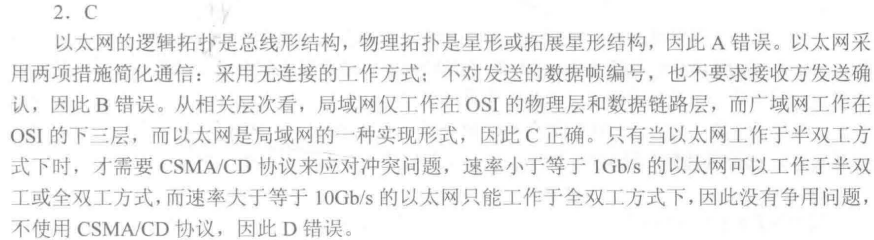 2．C
以太网的逻辑拓扑是总线形结构，物理拓扑是星形或拓展星形结构，因此 A 错误。以太网采
用两项措施简化通信：采用无连接的工作方式；不对发送的数据帧编号，也不要求接收方发送确
认，因此 B 错误。从相关层次看，局域网仅工作在 OSI 的物理层和数据链路层，而广域网工作在
OSI 的下三层，而以太网是局域网的一种实现形式，因此 C 正确。只有当以太网工作于半双工方
式下时，才需要 CSMA/CD 协议来应对冲突问题，速率小于等于 1Gb/s 的以太网可以工作于半双
工或全双工方式，而速率大于等于 10Gb/s 的以太网只能工作于全双工方式下，因此没有争用问题，
不使用 CSMA/CD 协议，因此 D 错误。